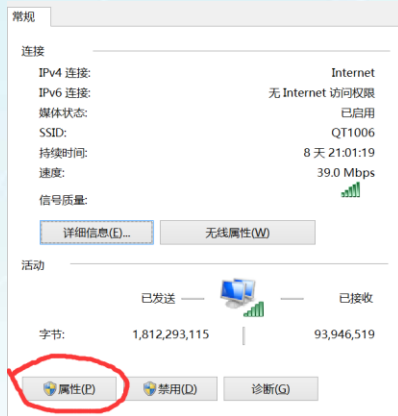 常规
连接
IPv4 连接: Internet
IPv6 连接: 无 Internet 访问权限
媒体状态: 已启用
SSID: QT1006
持续时间: 8 天 21:01:19
速度: 39.0 Mbps
信号质量:
详细信息(E)... 无线属性(W)
活动
已发送 已接收
字节: 1,812,293,115 93,946,519
属性(P) 禁用(D) 诊断(G)